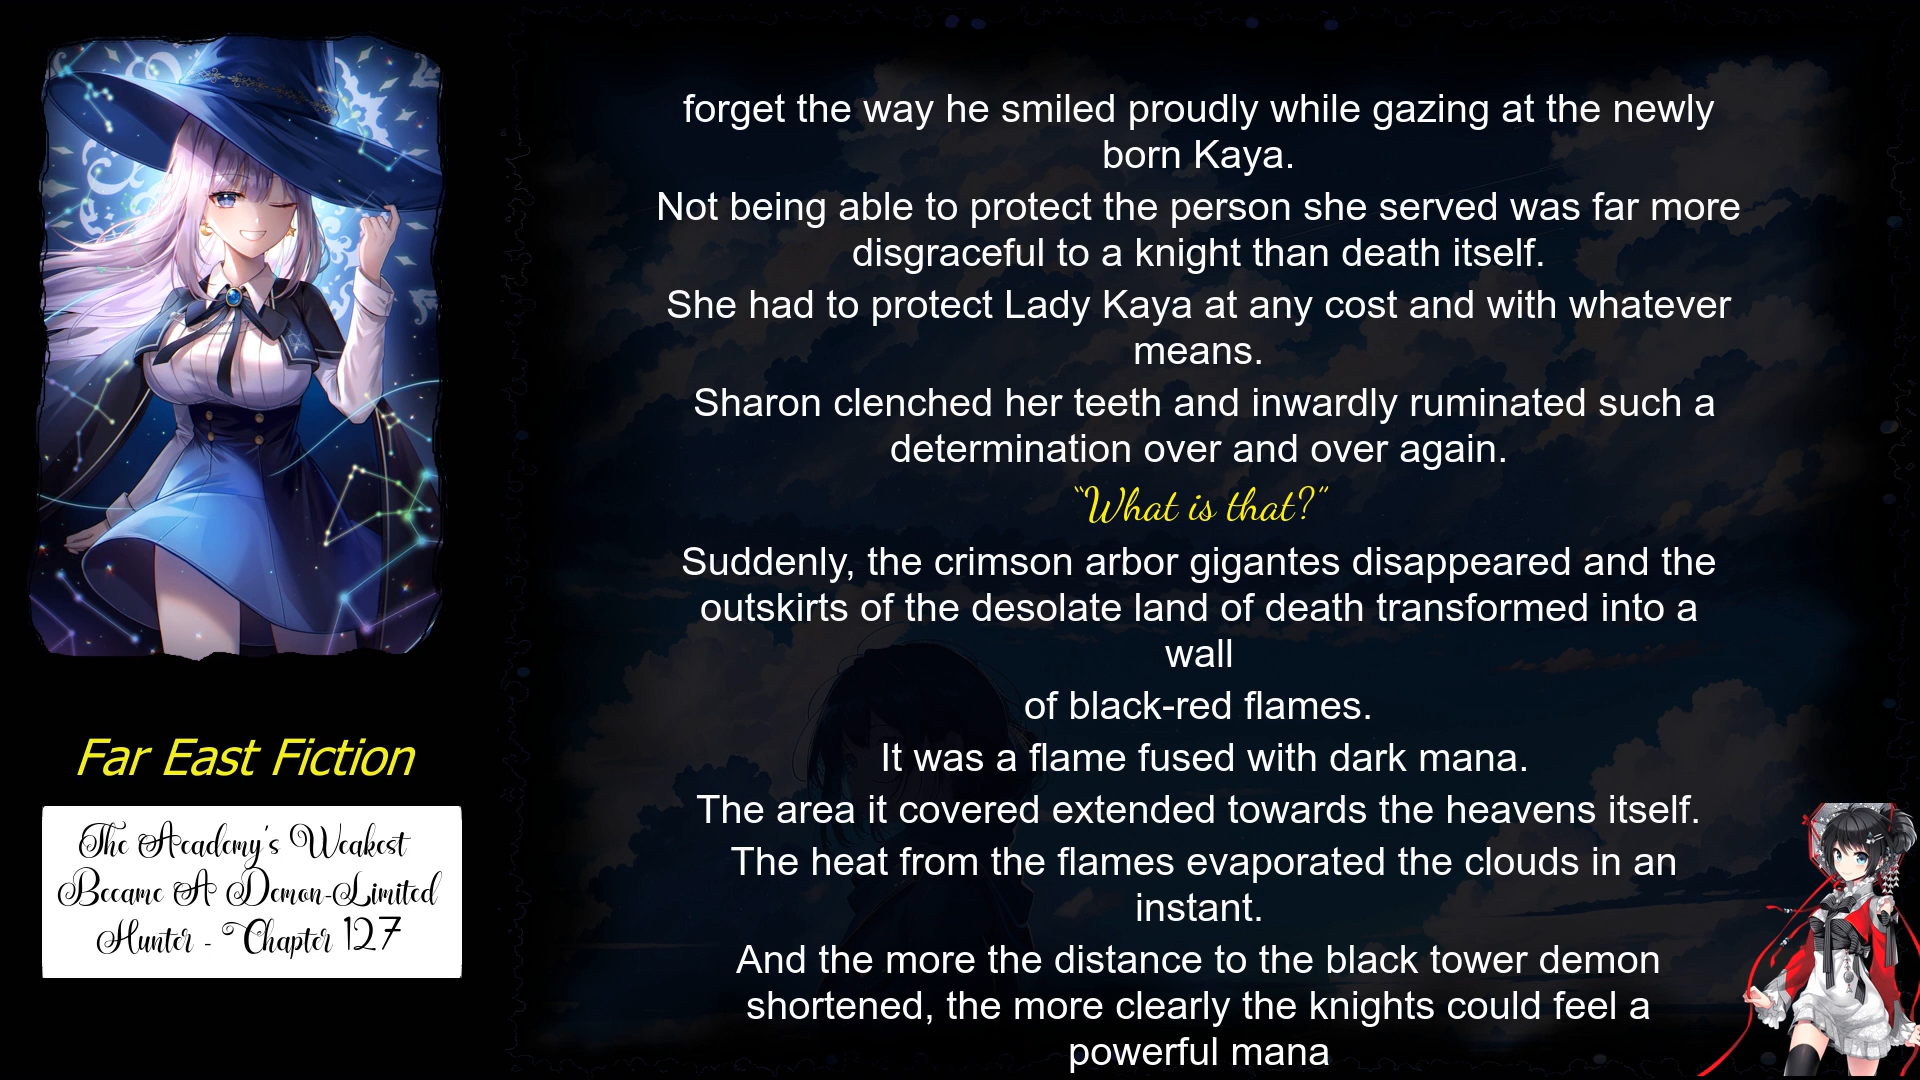 forget the way he smiled proudly while gazing at the newly
born Kaya.
Not being able to protect the person she served was far more
disgraceful to a knight than death itself.
She had to protect Lady Kaya at any cost and with whatever
means.
Sharon clenched her teeth and inwardly ruminated such a
determination over and over again.
“What is that?”
Suddenly, the crimson arbor gigantes disappeared and the
outskirts of the desolate land of death transformed into a
wall
of black-red flames.
It was a flame fused with dark mana.
The area it covered extended towards the heavens itself.
The heat from the flames evaporated the clouds in an
instant.
And the more the distance to the black tower demon
shortened, the more clearly the knights could feel a
powerful mana
Far East Fiction
The Academy's Weakest
Became A Demon-Limited
Hunter - Chapter 127